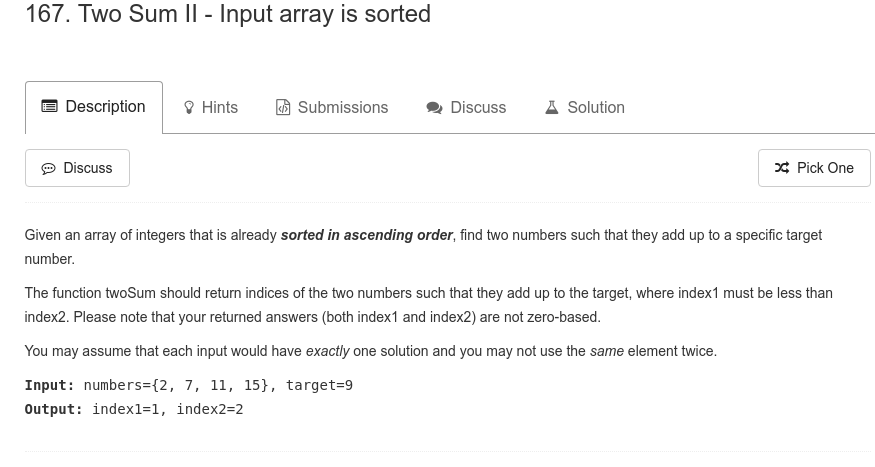 167. Two Sum II - Input array is sorted
Description Hints Submissions Discuss Solution
Discuss Pick One
Given an array of integers that is already sorted in ascending order, find two numbers such that they add up to a specific target
number.
The function twoSum should return indices of the two numbers such that they add up to the target, where index1 must be less than
index2. Please note that your returned answers (both index1 and index2) are not zero-based.
You may assume that each input would have exactly one solution and you may not use the same element twice.
Input: numbers={2, 7, 11, 15}, target=9
Output: index1=1, index2=2